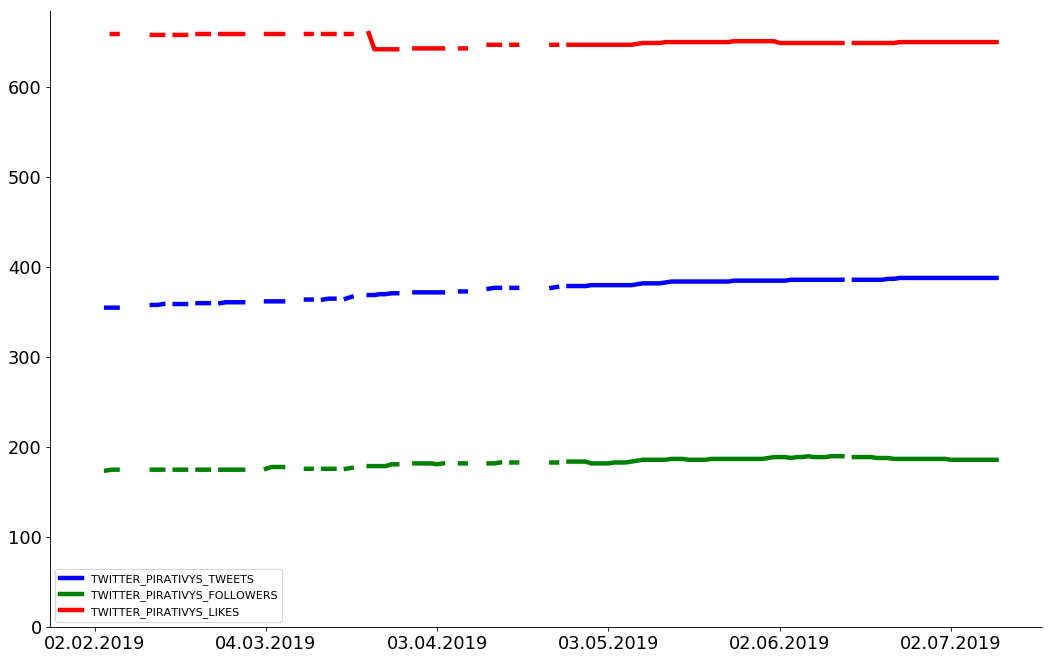 600
500
400
300
200
100
0
TWITTER_PIRATIVYS_TWEETS
TWITTER_PIRATIVYS_FOLLOWERS
TWITTER_PIRATIVYS_LIKES
02.02.2019 04.03.2019 03.04.2019 03.05.2019 02.06.2019 02.07.2019